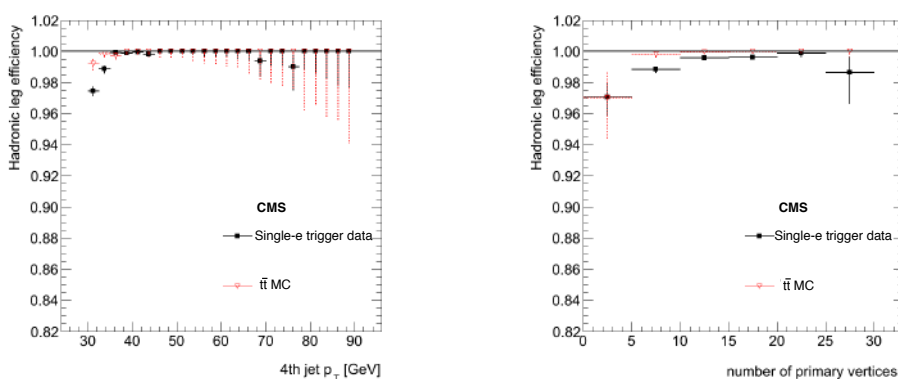 Hadronic leg efficiency
1.02
1.00
0.98
0.96
0.94
0.92
0.90
0.88
0.86
0.84
0.82
CMS
Single-e trigger data
tt̄ MC
30 40 50 60 70 80 90
4th jet p_T [GeV]
Hadronic leg efficiency
1.02
1.00
0.98
0.96
0.94
0.92
0.90
0.88
0.86
0.84
0.82
CMS
Single-e trigger data
tt̄ MC
0 5 10 15 20 25 30
number of primary vertices